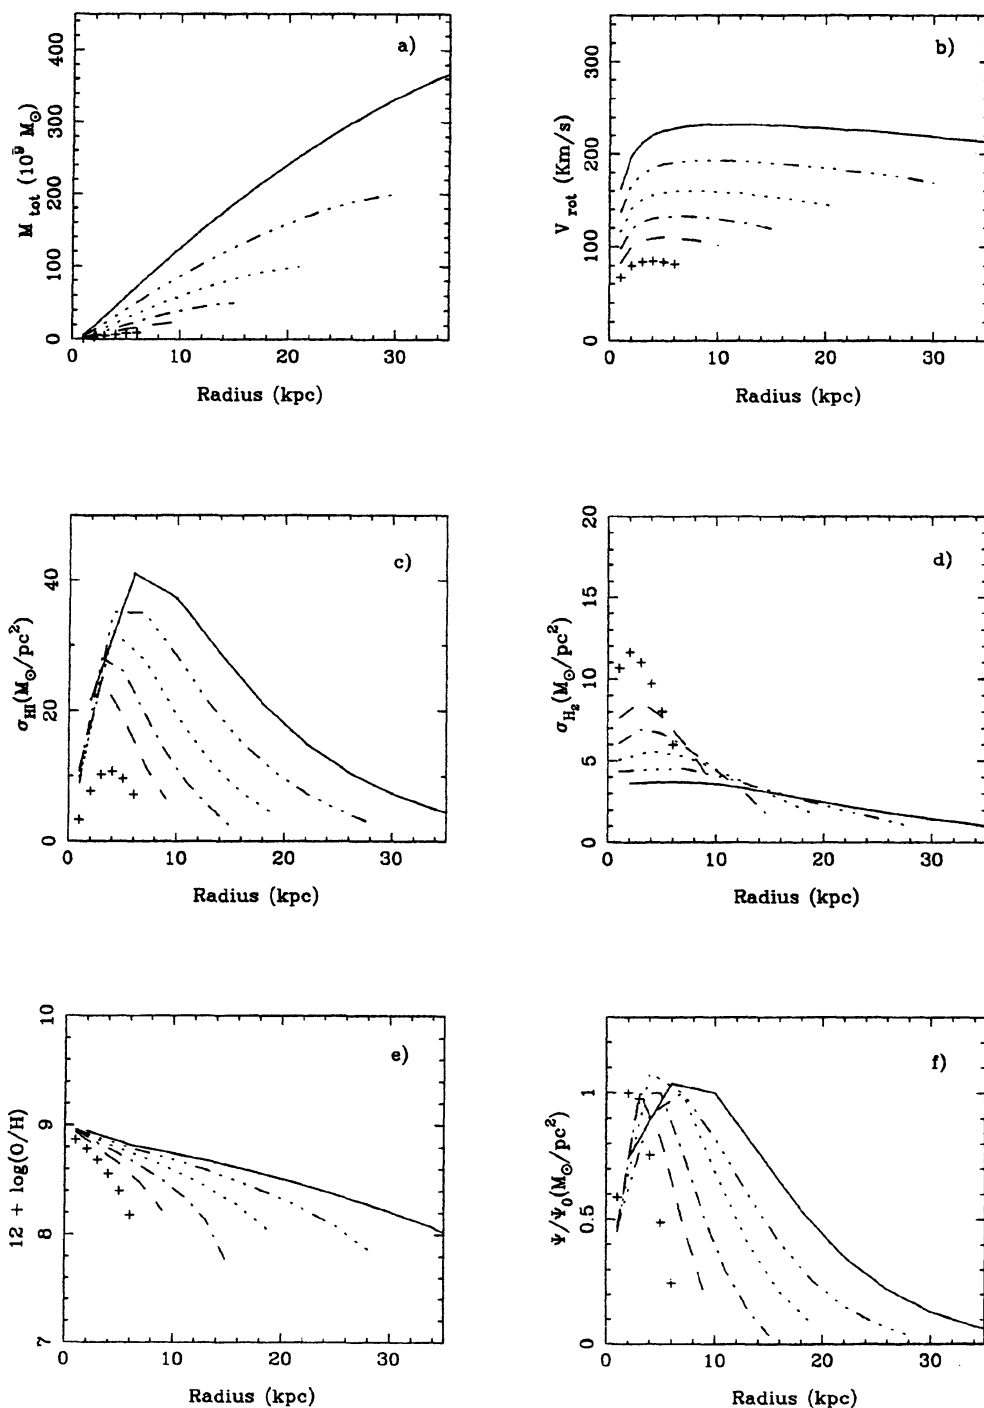 a)
M_tot (10^9 M_⊙)
400
300
200
100
0
0 10 20 30
Radius (kpc)
b)
V_rot (Km/s)
300
200
100
0
0 10 20 30
Radius (kpc)
c)
σ_HI(M_⊙/pc^2)
40
20
0
0 10 20 30
Radius (kpc)
d)
σ_H_2(M_⊙/pc^2)
20
15
10
5
0
0 10 20 30
Radius (kpc)
e)
12 + log(O/H)
10
9
8
7
0 10 20 30
Radius (kpc)
f)
Ψ/Ψ_0(M_⊙/pc^2)
1
0.5
0
0 10 20 30
Radius (kpc)